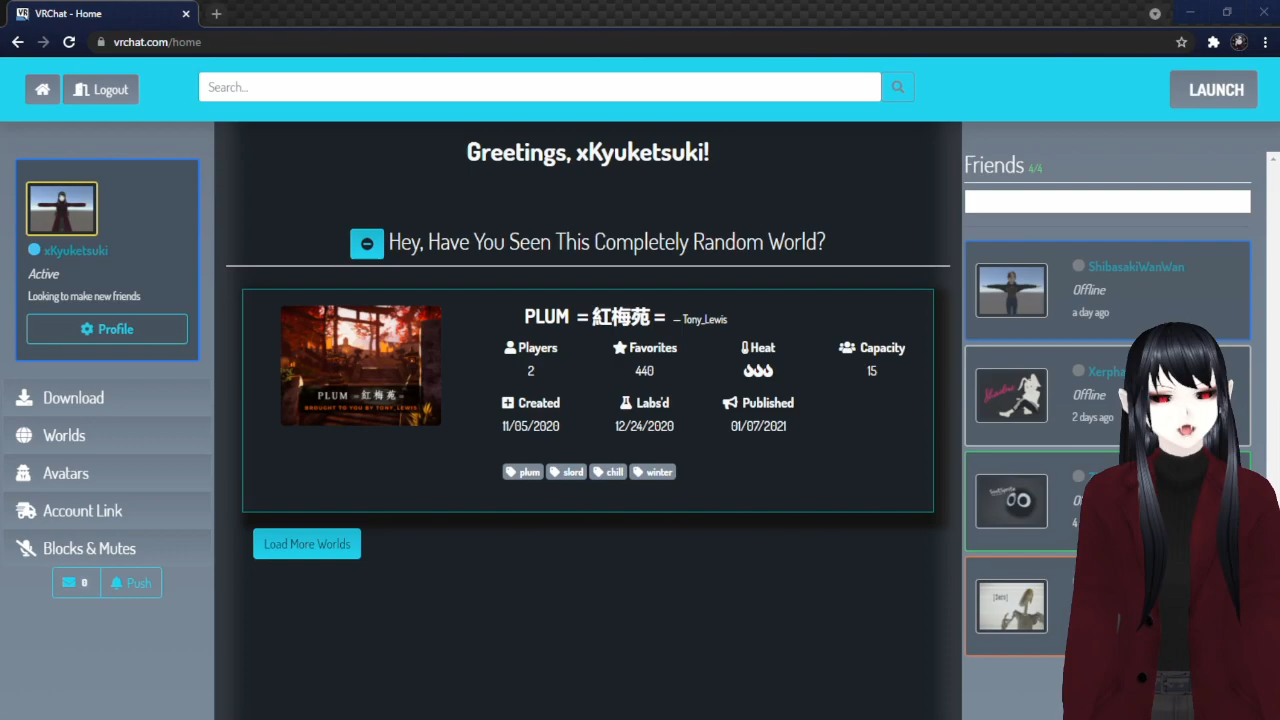 VRChat - Home
vrchat.com/home
Logout
Search...
LAUNCH
Greetings, xKyuketsuki!
xKyuketsuki
Active
Looking to make new friends
Profile
Download
Worlds
Avatars
Account Link
Blocks & Mutes
0 Push
Hey, Have You Seen This Completely Random World?
PLUM =紅梅苑=
BROUGHT TO YOU BY TONY_LEWIS
PLUM =紅梅苑= — Tony_Lewis
Players Favorites Heat Capacity
2 440 15
Created Labs'd Published
11/05/2020 12/24/2020 01/07/2021
plum slord chill winter
Load More Worlds
Friends 4/4
ShibasakiWanWan
Offline
a day ago
Offline
2 days ago